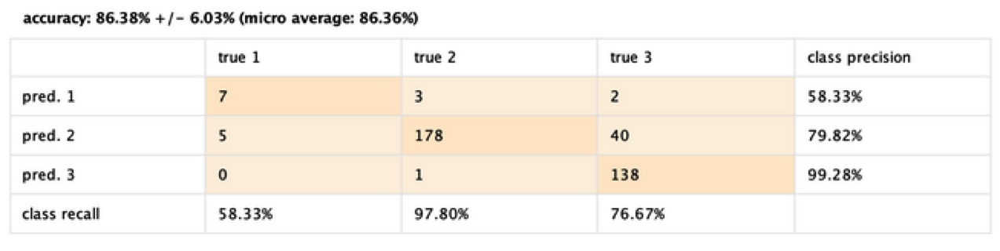 accuracy: 86.38% +/- 6.03% (micro average: 86.36%)
true 1 true 2 true 3 class precision
pred. 1 7 3 2 58.33%
pred. 2 5 178 40 79.82%
pred. 3 0 1 138 99.28%
class recall 58.33% 97.80% 76.67%